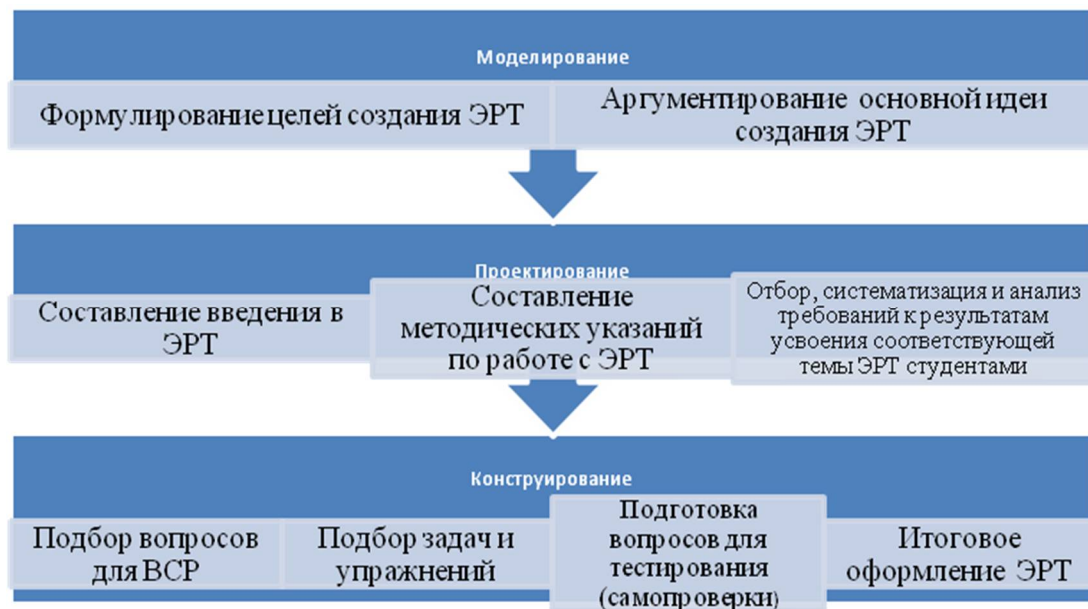 Моделирование
Формулирование целей создания ЭРТ
Аргументирование основной идеи
создания ЭРТ
Проектирование
Составление введения в
ЭРТ
Составление
методических указаний
по работе с ЭРТ
Отбор, систематизация и анализ
требований к результатам
усвоения соответствующей
темы ЭРТ студентами
Конструирование
Подбор вопросов
для ВСР
Подбор задач и
упражнений
Подготовка
вопросов для
тестирования
(самопроверки)
Итоговое
оформление ЭРТ